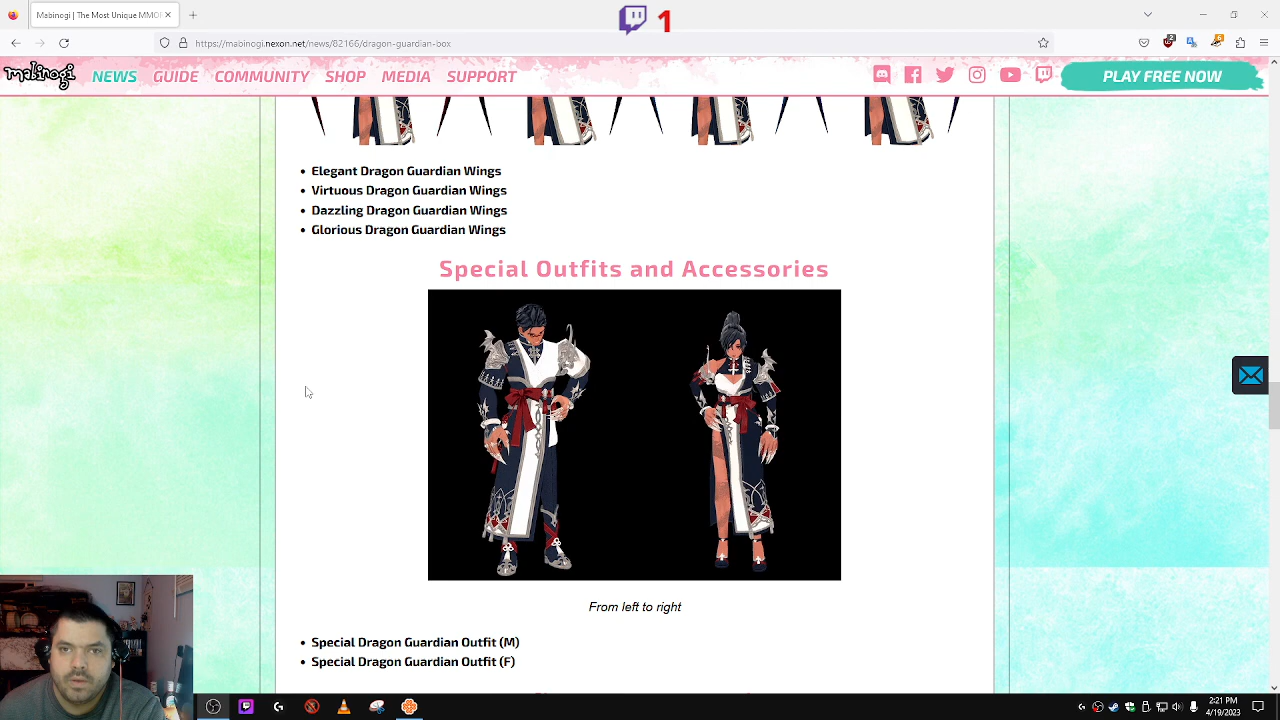 Mabinogi | The Most Unique MMO
1
https://mabinogi.nexon.net/news/82166/dragon-guardian-box
mabinogi NEWS GUIDE COMMUNITY SHOP MEDIA SUPPORT PLAY FREE NOW
Elegant Dragon Guardian Wings
Virtuous Dragon Guardian Wings
Dazzling Dragon Guardian Wings
Glorious Dragon Guardian Wings
Special Outfits and Accessories
From left to right
Special Dragon Guardian Outfit (M)
Special Dragon Guardian Outfit (F)
2:21 PM
4/19/2023